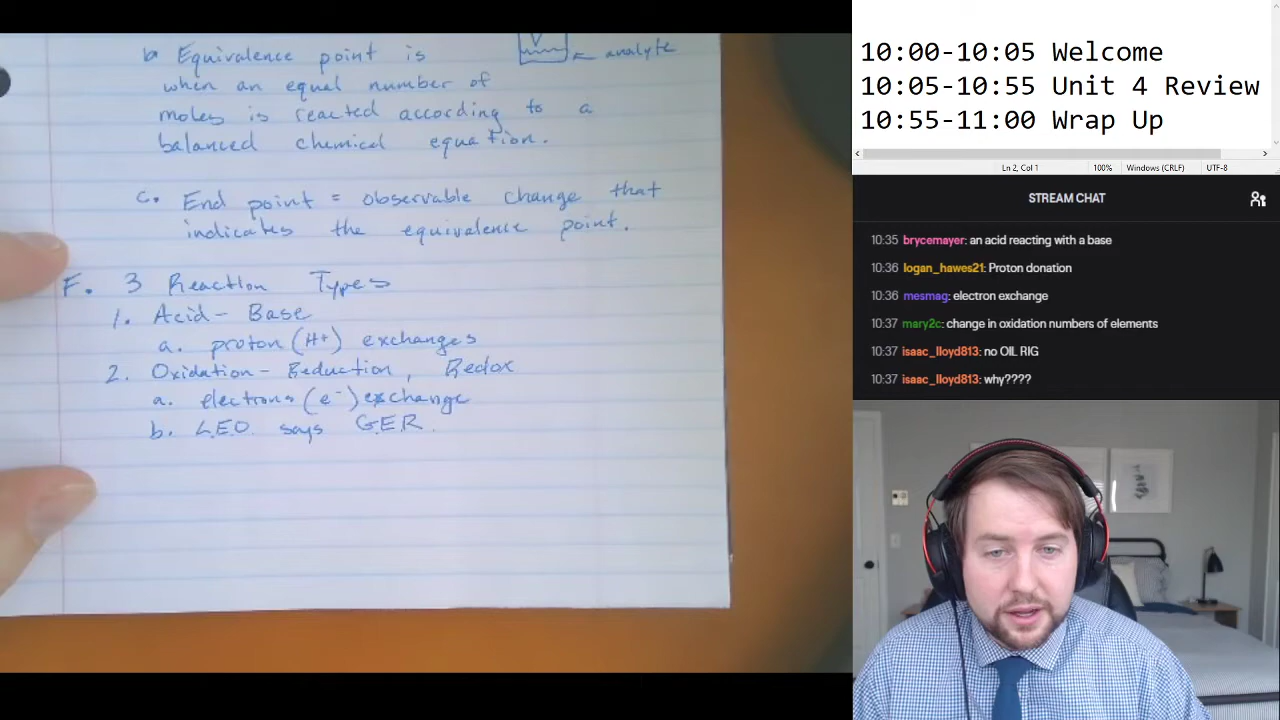 b Equivalence point is
when an equal number of
moles is reacted according to a
balanced chemical equation.
← analyte
c. End point = observable change that
indicates the equivalence point.
F. 3 Reaction Types
1. Acid - Base
a. proton (H+) exchanges
2. Oxidation - Reduction, Redox
a. electrons (e-) exchange
b. L.E.O. says G.E.R.
10:00-10:05 Welcome
10:05-10:55 Unit 4 Review
10:55-11:00 Wrap Up
Ln 2, Col 1 100% Windows (CRLF) UTF-8
STREAM CHAT
10:35 brycemayer: an acid reacting with a base
10:36 logan_hawes21: Proton donation
10:36 mesmag: electron exchange
10:37 mary2c: change in oxidation numbers of elements
10:37 isaac_lloyd813: no OIL RIG
10:37 isaac_lloyd813: why????